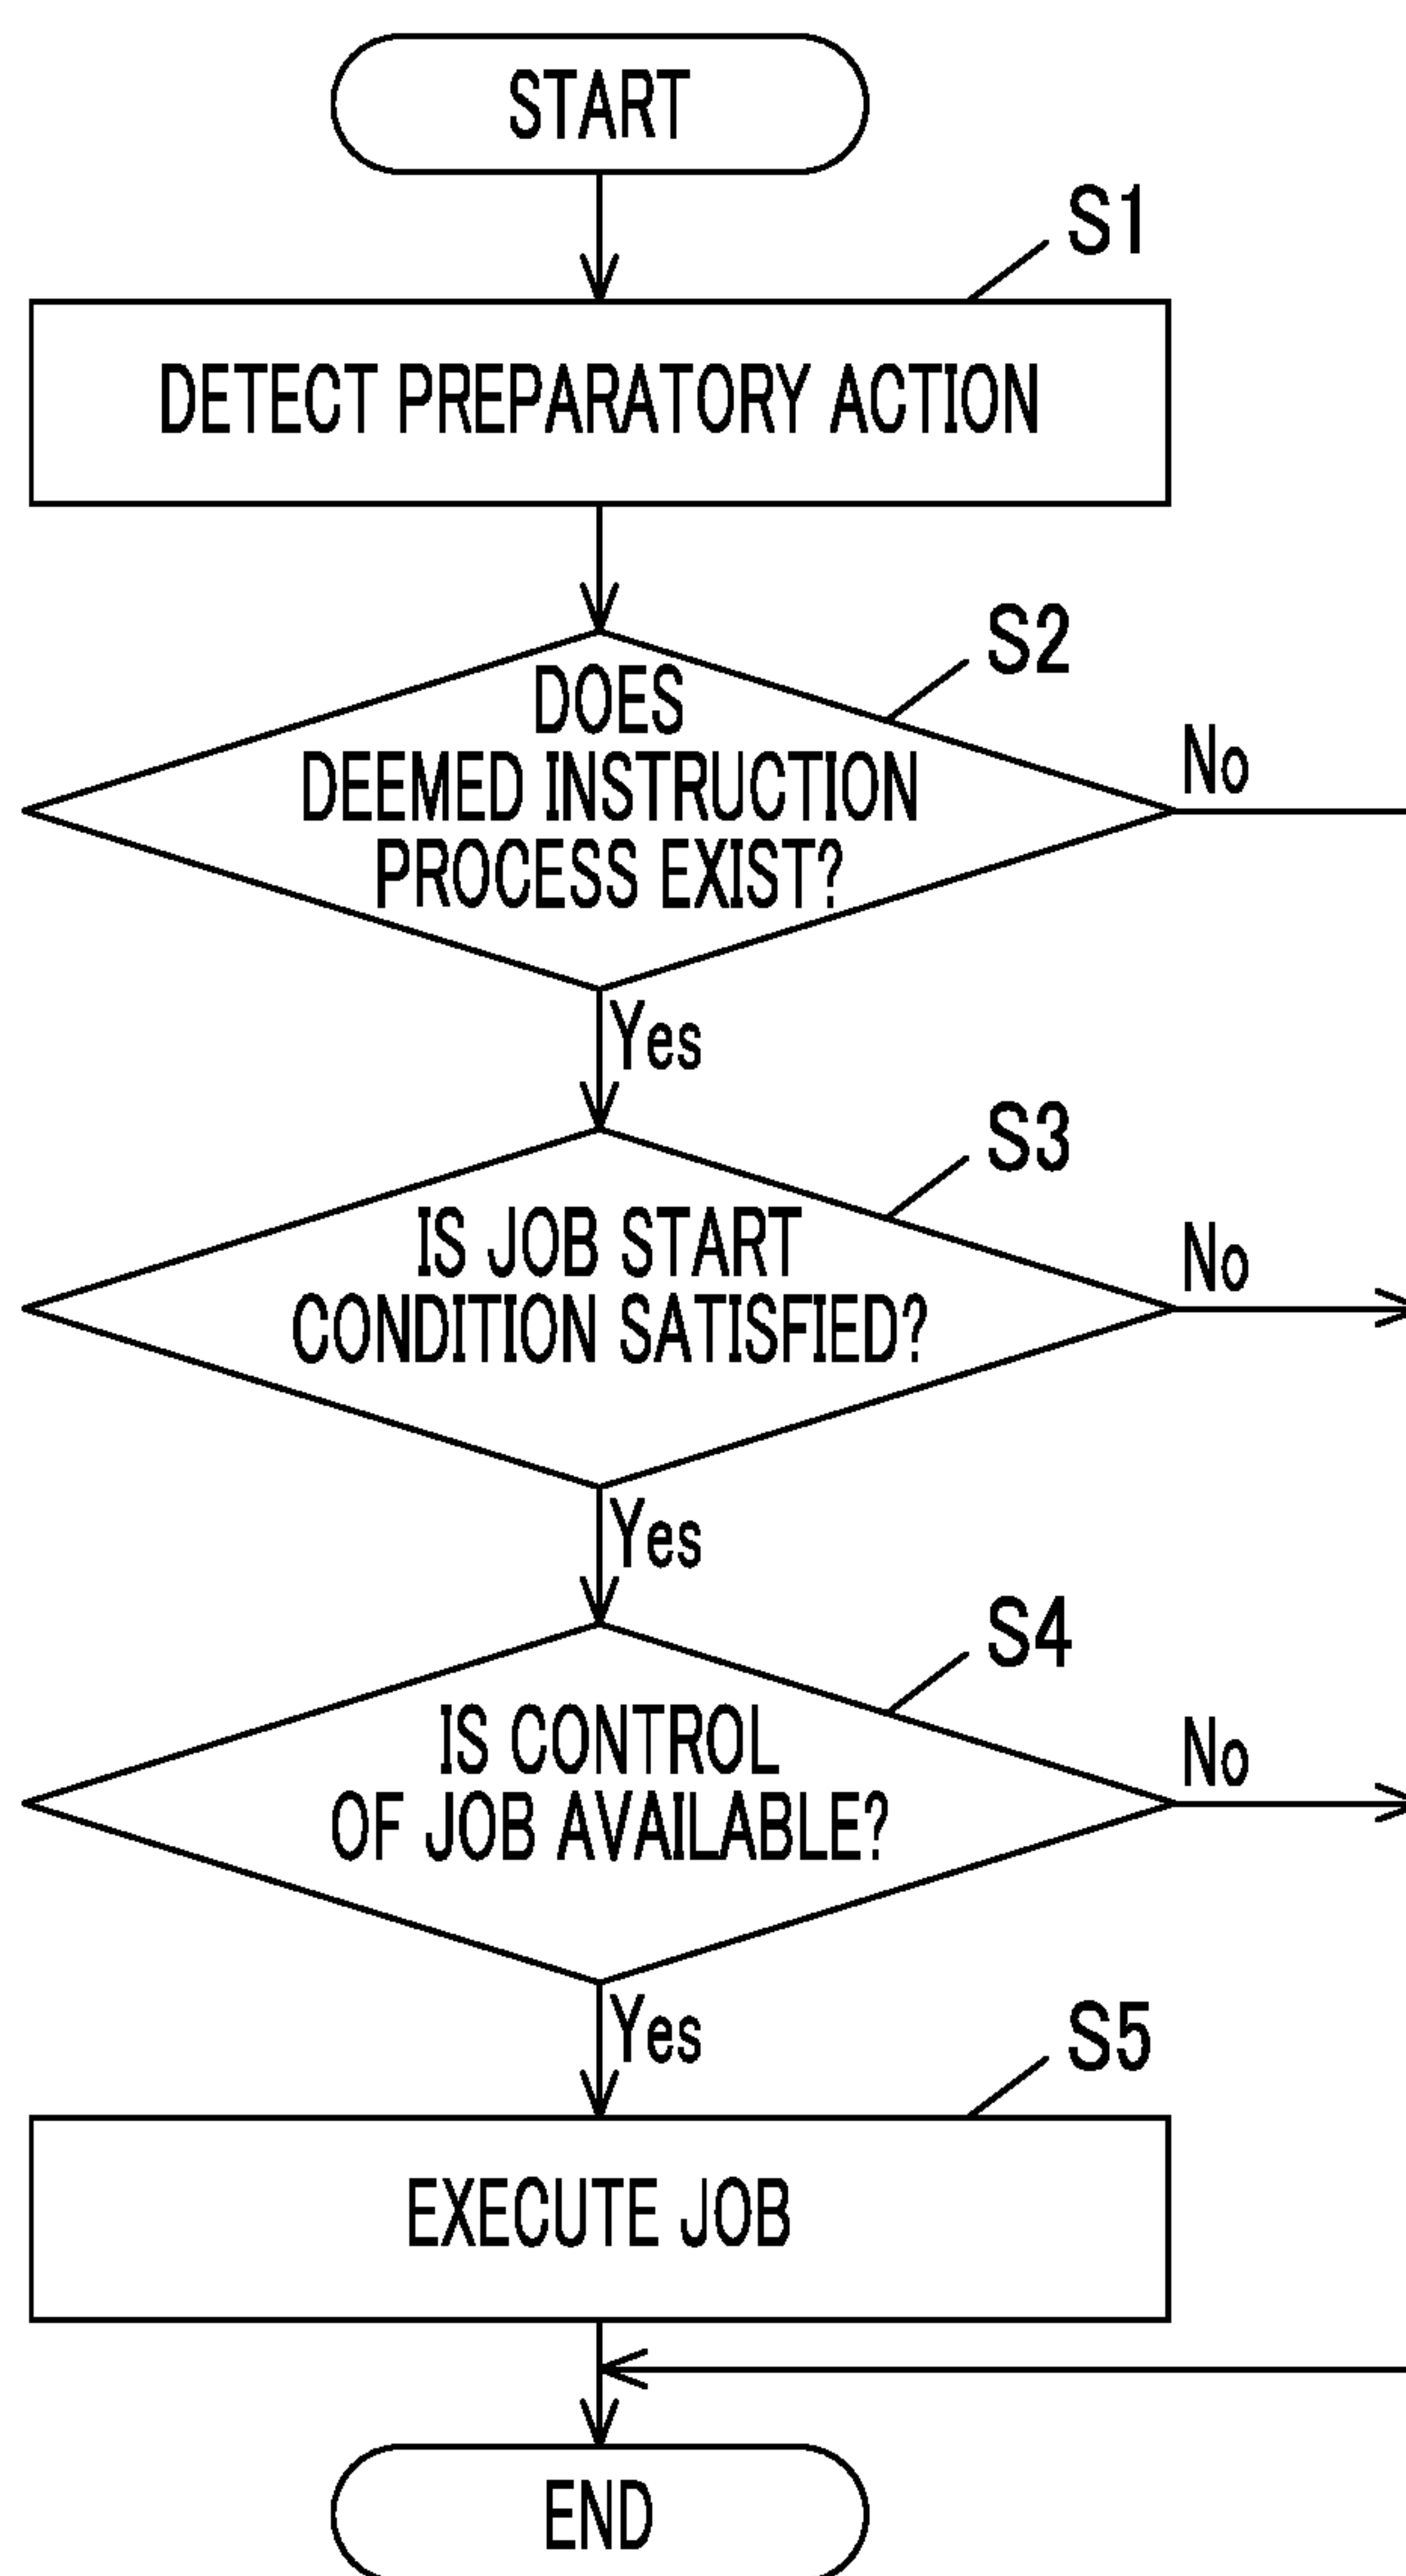 START
S1
DETECT PREPARATORY ACTION
S2
DOES
DEEMED INSTRUCTION
PROCESS EXIST?
No
Yes
S3
IS JOB START
CONDITION SATISFIED?
No
Yes
S4
IS CONTROL
OF JOB AVAILABLE?
No
Yes
S5
EXECUTE JOB
END